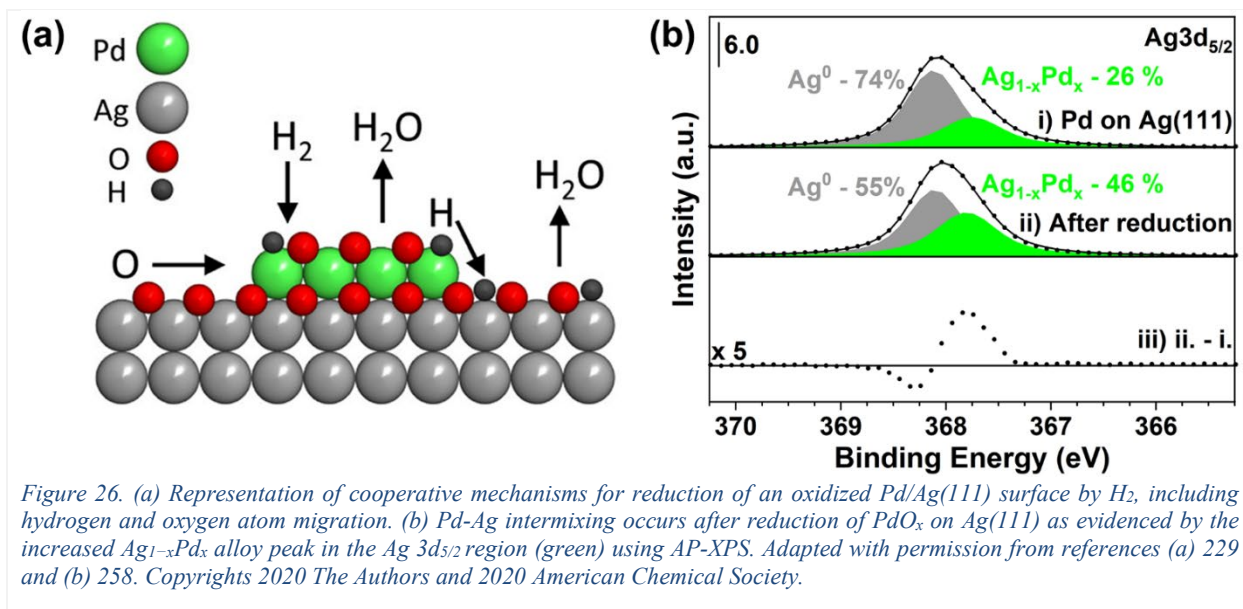 (a)
Pd
Ag
O
H
H₂
H₂O
H
H₂O
O
(b)
6.0
Ag3d₅/₂
Ag⁰ - 74%
Ag₁₋ₓPdₓ - 26 %
i) Pd on Ag(111)
Ag⁰ - 55%
Ag₁₋ₓPdₓ - 46 %
ii) After reduction
x 5
iii) ii. - i.
Intensity (a.u.)
370 369 368 367 366
Binding Energy (eV)
Figure 26. (a) Representation of cooperative mechanisms for reduction of an oxidized Pd/Ag(111) surface by H₂, including
hydrogen and oxygen atom migration. (b) Pd-Ag intermixing occurs after reduction of PdOₓ on Ag(111) as evidenced by the
increased Ag₁₋ₓPdₓ alloy peak in the Ag 3d₅/₂ region (green) using AP-XPS. Adapted with permission from references (a) 229
and (b) 258. Copyrights 2020 The Authors and 2020 American Chemical Society.